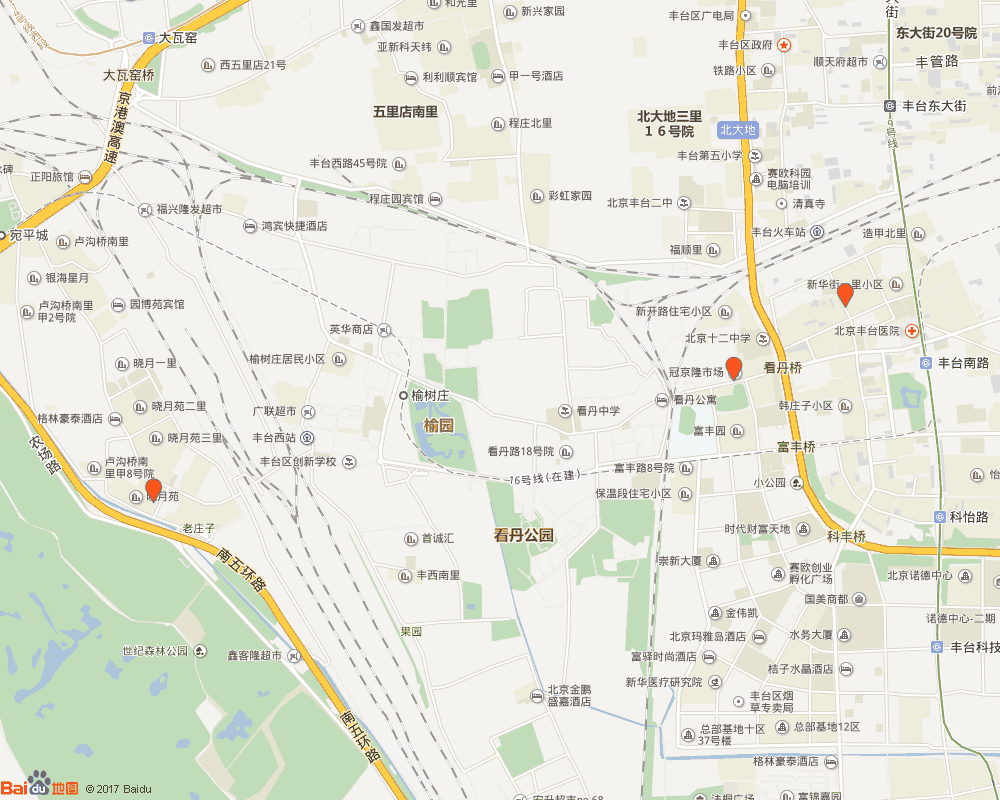 和光里
新兴家园
丰台区广电局
大街
鑫国发超市
大瓦窑
亚新科天纬
丰台区政府
东大街20号院
西五里店21号
大瓦窑桥
利利顺宾馆
甲一号酒店
铁路小区
顺天府超市
丰管路
京港澳高速
五里店南里
程庄北里
北大地三里
16号院
北大地
丰台东大街
9号线
丰台西路45号院
丰台第五小学
正阳旅馆
程庄园宾馆
彩虹家园
赛欧科园
电脑培训
北京丰台二中
清真寺
福兴隆发超市
鸿宾快捷酒店
宛平城
卢沟桥南里
丰台火车站
造甲北里
福顺里
银海星月
园博苑宾馆
卢沟桥南里
甲2号院
新华街
里小区
英华商店
新开路住宅小区
北京丰台医院
北京十二中学
榆树庄居民小区
晓月一里
冠京隆市场
看丹桥
丰台南路
榆树庄
晓月苑二里
格林豪泰酒店
广联超市
看丹中学
看丹公寓
韩庄子小区
榆园
农场路
晓月苑三里
丰台西站
富丰园
富丰桥
卢沟桥南
里甲8号院
丰台区创新学校
看丹路18号院
富丰路8号院
16号线(在建)
小公园
晓月苑
保温段住宅小区
科怡路
老庄子
时代财富天地
首诚汇
看丹公园
科丰桥
南五环路
崇新大厦
赛欧创业
孵化广场
北京诺德中心
丰西南里
国美商都
金伟凯
诺德中心-二期
果园
北京玛雅岛酒店
水务大厦
丰台科技
世纪森林公园
鑫客隆超市
富驿时尚酒店
桔子水晶酒店
新华医疗研究院
北京金鹏
盛嘉酒店
丰台区烟
草专卖局
南五环路
总部基地十区
37号楼
总部基地12区
格林豪泰酒店
富锦嘉园
Bai du 地图
© 2017 Baidu